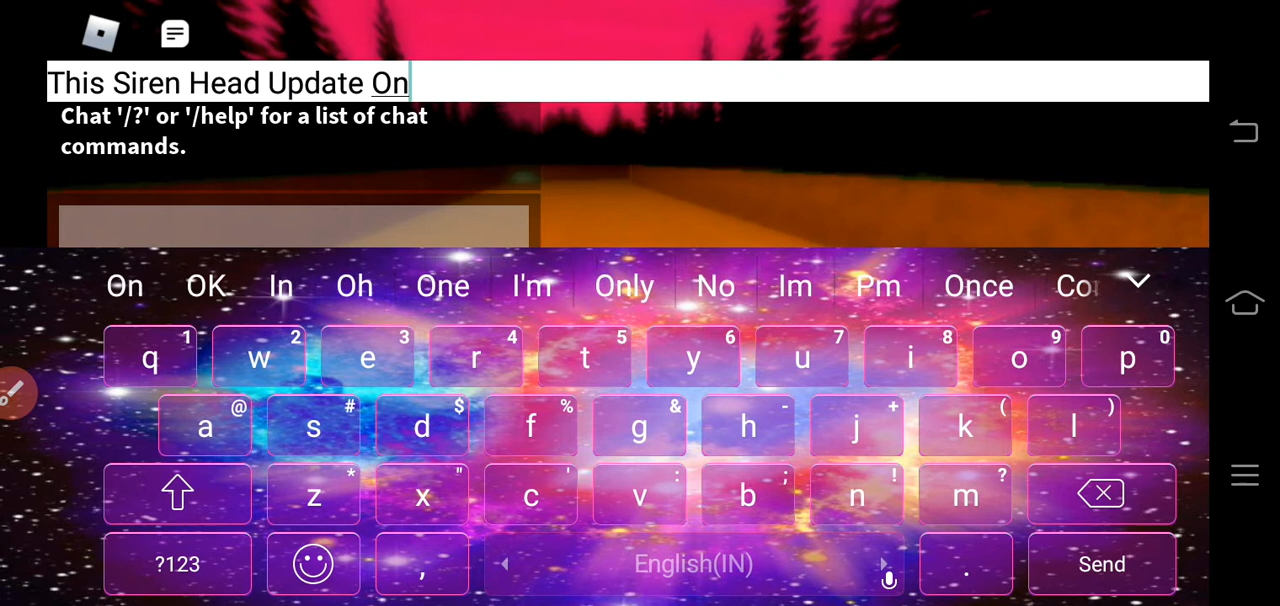 This Siren Head Update On
Chat '/?' or '/help' for a list of chat
commands.
On OK In Oh One I'm Only No Im Pm Once
q 1 w 2 e 3 r 4 t 5 y 6 u 7 i 8 o 9 p 0
a @ s # d $ f % g & h - j + k ( l )
z * x " c ' v : b ; n ! m ?
?123 , English(IN) . Send